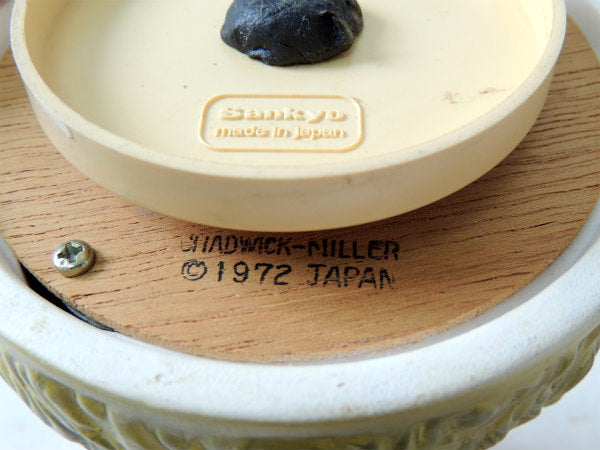 Sankyo
made in japan
CHADWICK-MILLER
© 1972 JAPAN